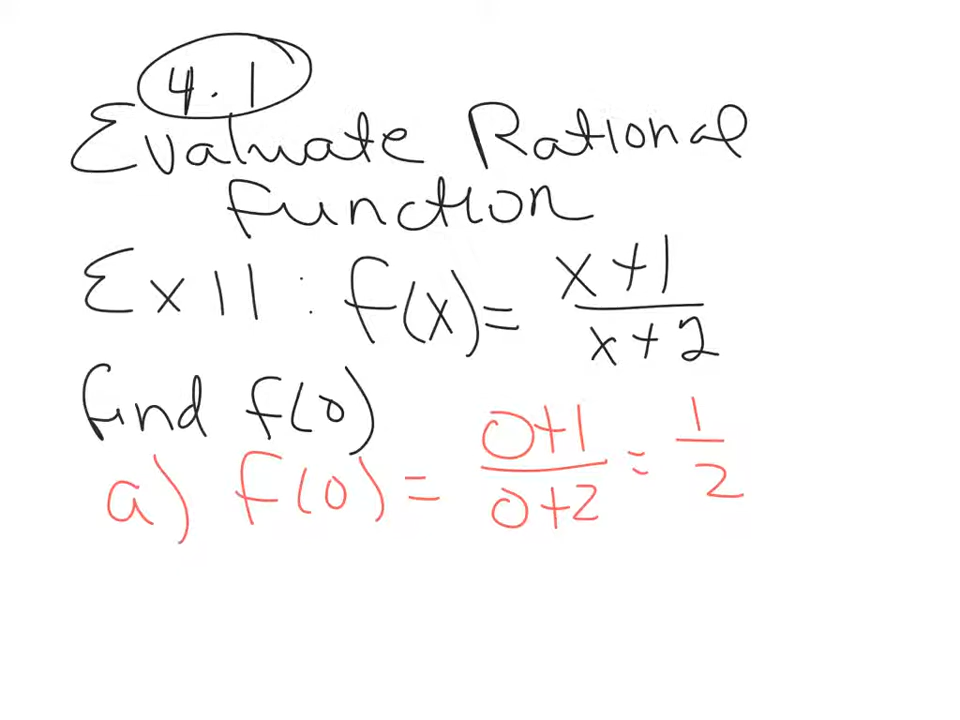 4.1
Evaluate Rational
Function
Ex 11: f(x) = x+1/x+2
find f(0)
a) f(0) = 0+1/0+2 = 1/2